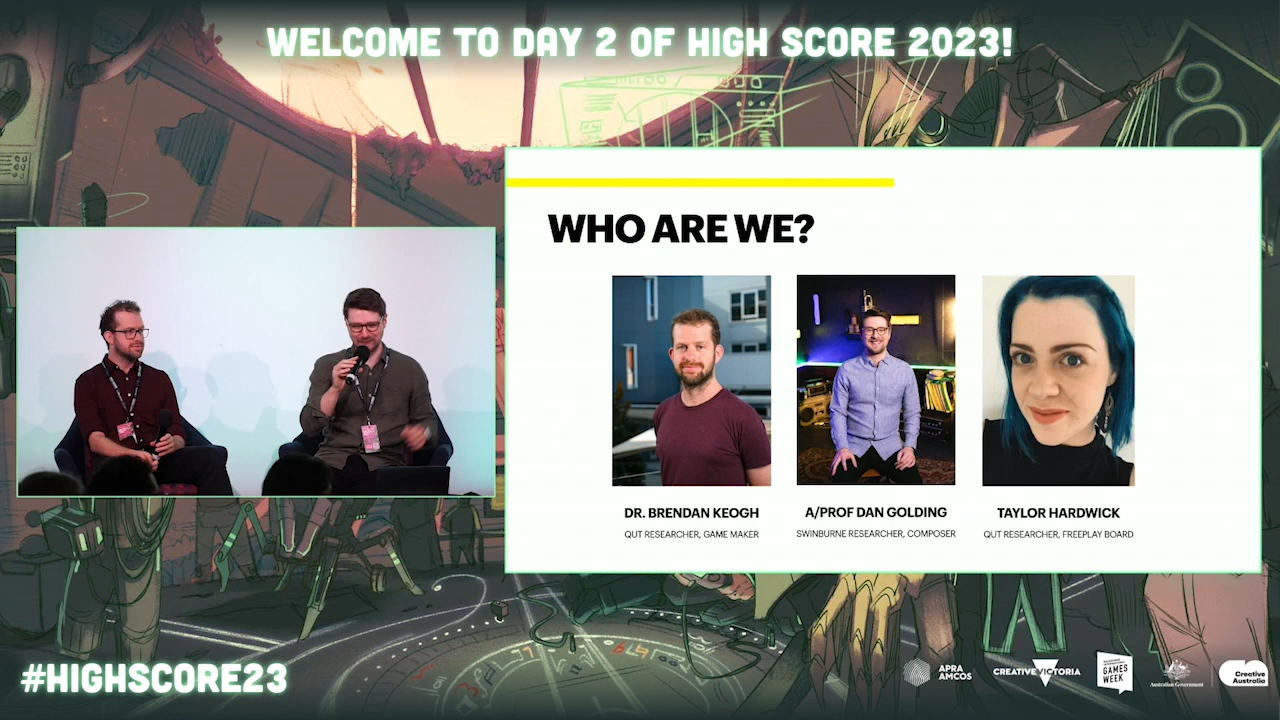 WELCOME TO DAY 2 OF HIGH SCORE 2023!
WHO ARE WE?
DR. BRENDAN KEOGH
QUT RESEARCHER, GAME MAKER
A/PROF DAN GOLDING
SWINBURNE RESEARCHER, COMPOSER
TAYLOR HARDWICK
QUT RESEARCHER, FREEPLAY BOARD
#HIGHSCORE23
APRA
AMCOS
CREATIVE VICTORIA
GAMES
WEEK
Australian Government
Creative
Australia